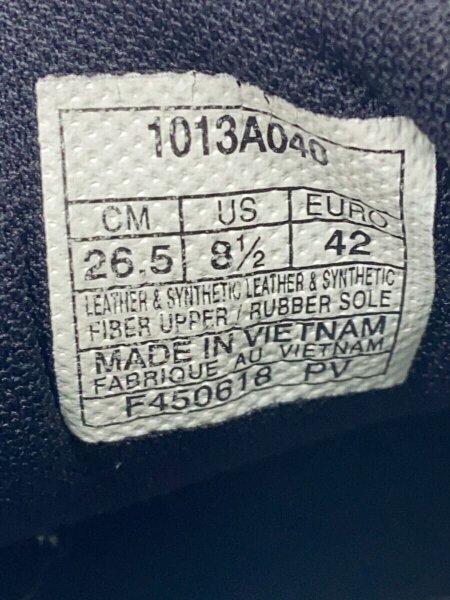 1013A040
CM US EURO
26.5 8½ 42
LEATHER & SYNTHETIC LEATHER & SYNTHETIC
FIBER UPPER / RUBBER SOLE
MADE IN VIETNAM
FABRIQUE AU VIETNAM
F450618 PV